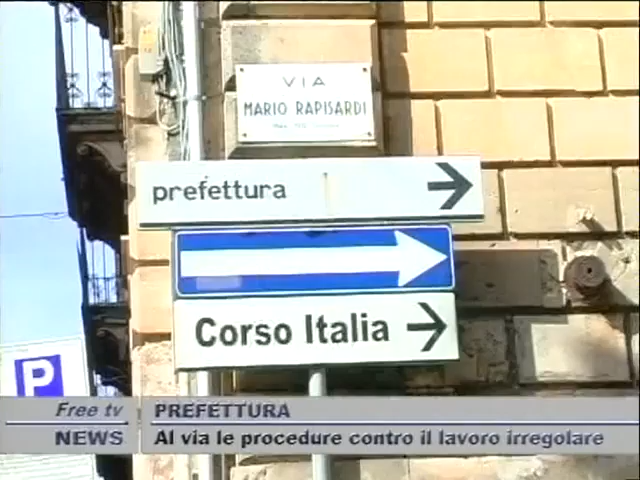 VIA
MARIO RAPISARDI
prefettura
Corso Italia
P
Free tv
NEWS
PREFETTURA
Al via le procedure contro il lavoro irregolare